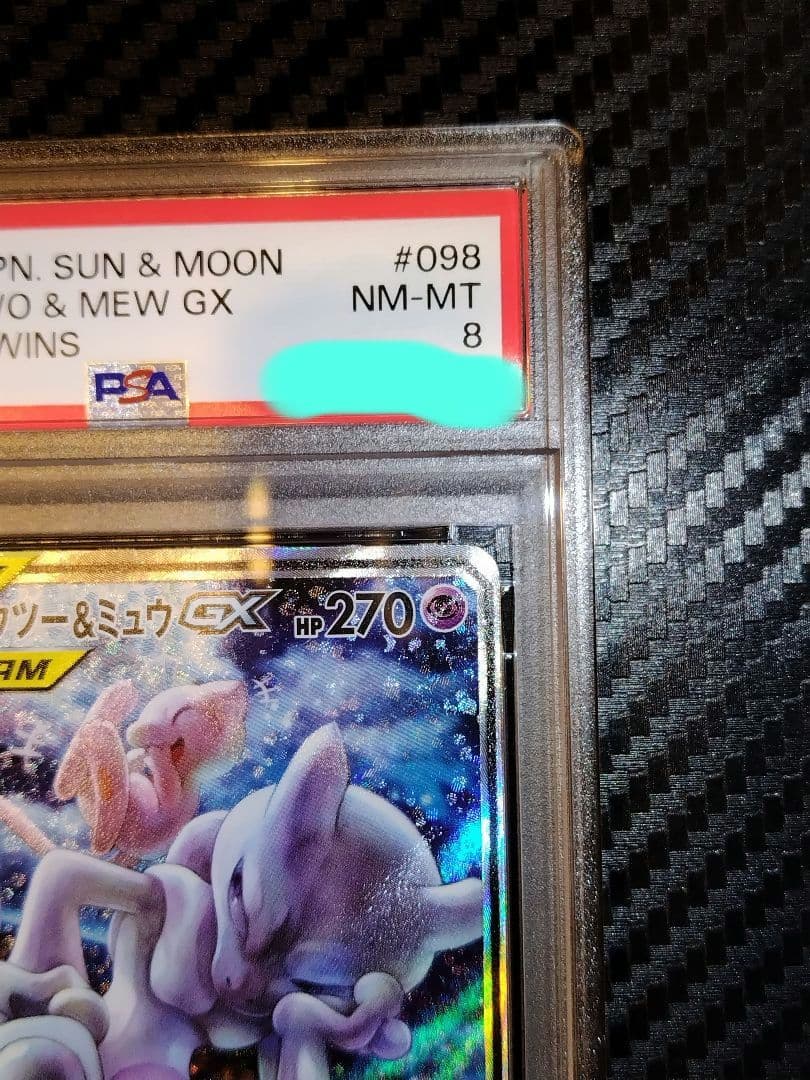 PN. SUN & MOON #098
WO & MEW GX NM-MT
WINS 8
PSA
ウツー&ミュウGX HP270
AM